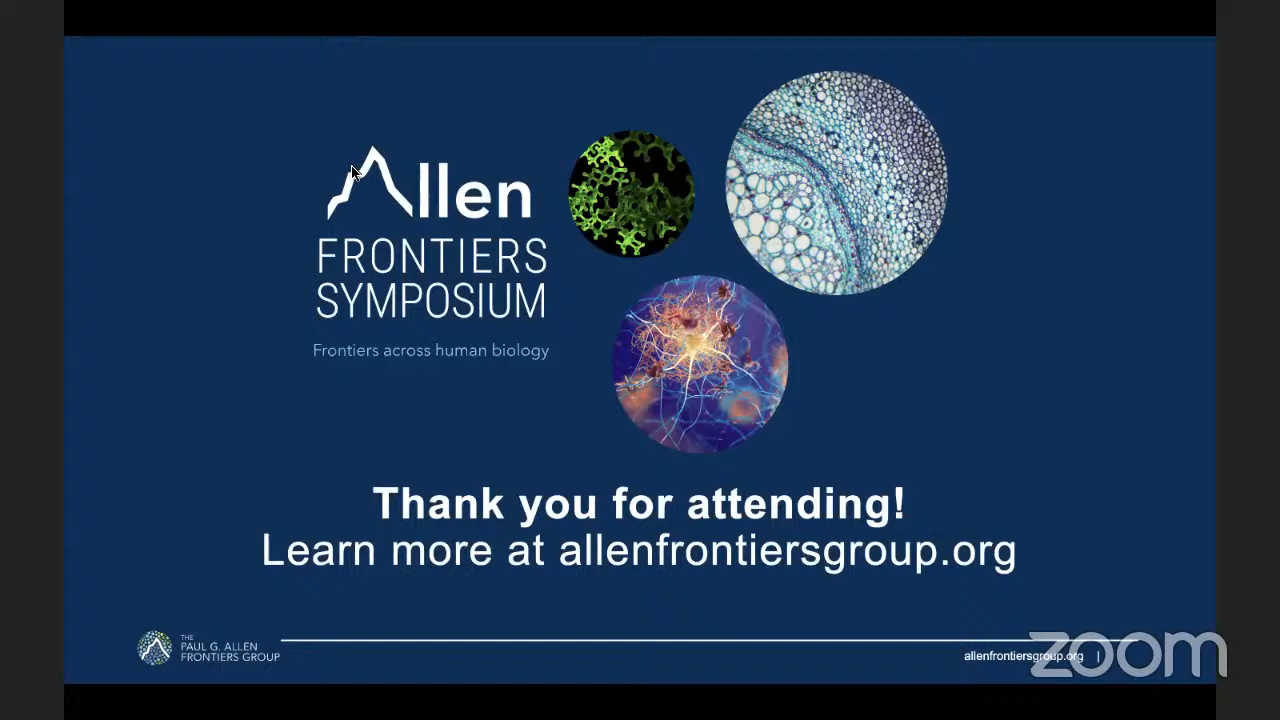 Allen
FRONTIERS
SYMPOSIUM
Frontiers across human biology
Thank you for attending!
Learn more at allenfrontiersgroup.org
THE
PAUL G. ALLEN
FRONTIERS GROUP
allenfrontiersgroup.org |
zoom